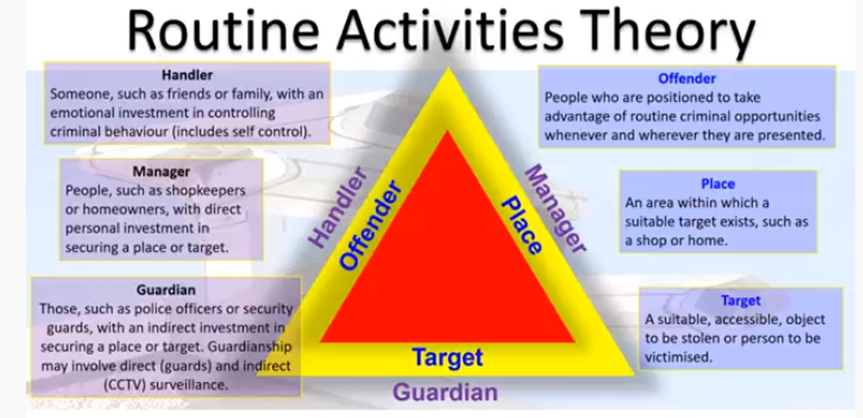 Routine Activities Theory
Handler
Someone, such as friends or family, with an
emotional investment in controlling
criminal behaviour (includes self control).
Manager
People, such as shopkeepers
or homeowners, with direct
personal investment in
securing a place or target.
Guardian
Those, such as police officers or security
guards, with an indirect investment in
securing a place or target. Guardianship
may involve direct (guards) and indirect
(CCTV) surveillance.
Handler
Offender
Place
Manager
Target
Guardian
Offender
People who are positioned to take
advantage of routine criminal opportunities
whenever and wherever they are presented.
Place
An area within which a
suitable target exists, such as
a shop or home.
Target
A suitable, accessible, object
to be stolen or person to be
victimised.